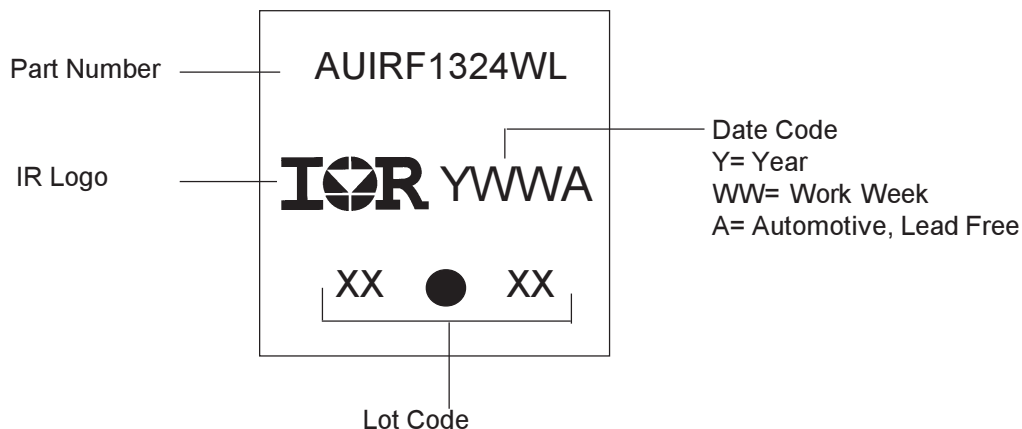 Part Number
AUIRF1324WL
IR Logo
IOR YWWA
Date Code
Y= Year
WW= Work Week
A= Automotive, Lead Free
XX ● XX
Lot Code